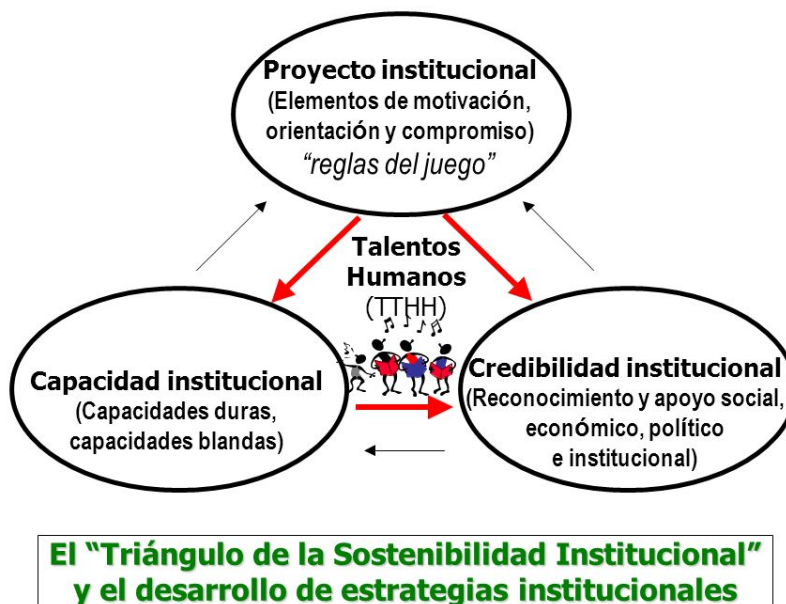 Proyecto institucional
(Elementos de motivación,
orientación y compromiso)
“reglas del juego”
Talentos
Humanos
(TTHH)
Capacidad institucional
(Capacidades duras,
capacidades blandas)
Credibilidad institucional
(Reconocimiento y apoyo social,
económico, político
e institucional)
El “Triángulo de la Sostenibilidad Institucional”
y el desarrollo de estrategias institucionales